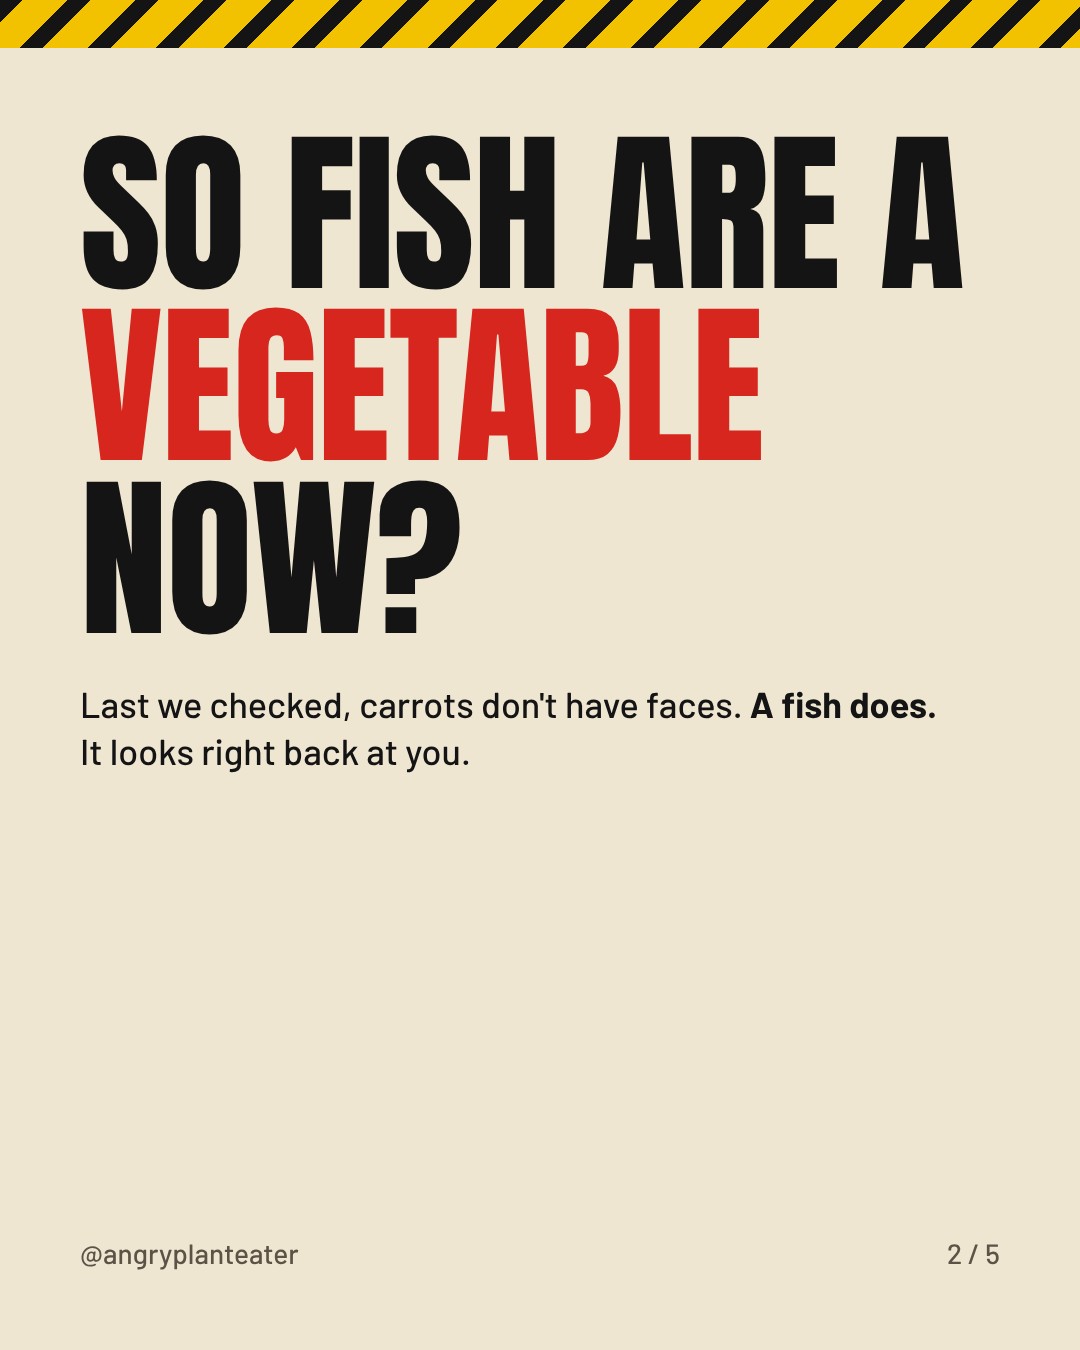 SO FISH ARE A
VEGETABLE
NOW?
Last we checked, carrots don't have faces. A fish does.
It looks right back at you.
@angryplanteater
2 / 5